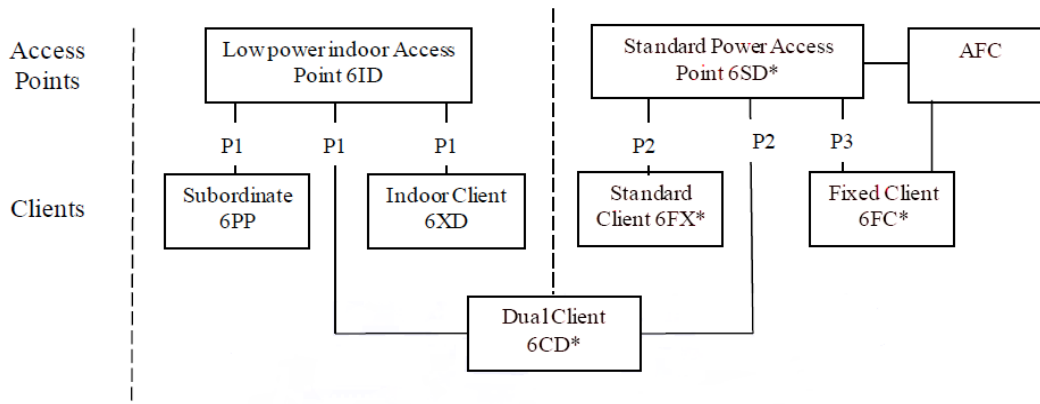 Access
Points
Low power indoor Access
Point 6ID
Standard Power Access
Point 6SD*
AFC
P1
P1
P1
P2
P2
P3
Clients
Subordinate
6PP
Indoor Client
6XD
Standard
Client 6FX*
Fixed Client
6FC*
Dual Client
6CD*